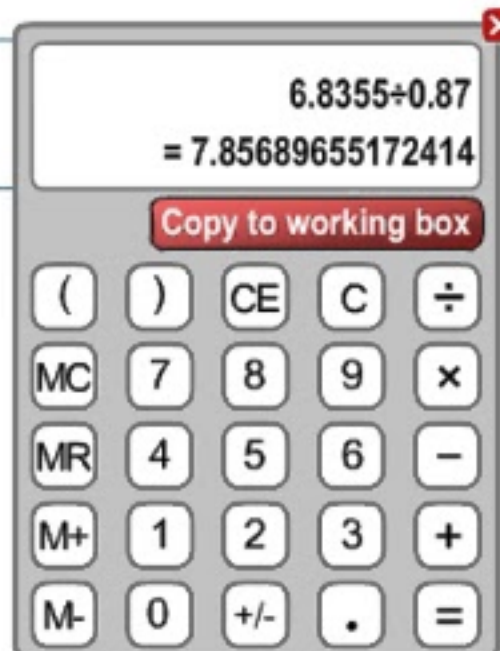 6.8355÷0.87
= 7.85689655172414
Copy to working box
( ) CE C ÷
MC 7 8 9 ×
MR 4 5 6 −
M+ 1 2 3 +
M- 0 +/- . =